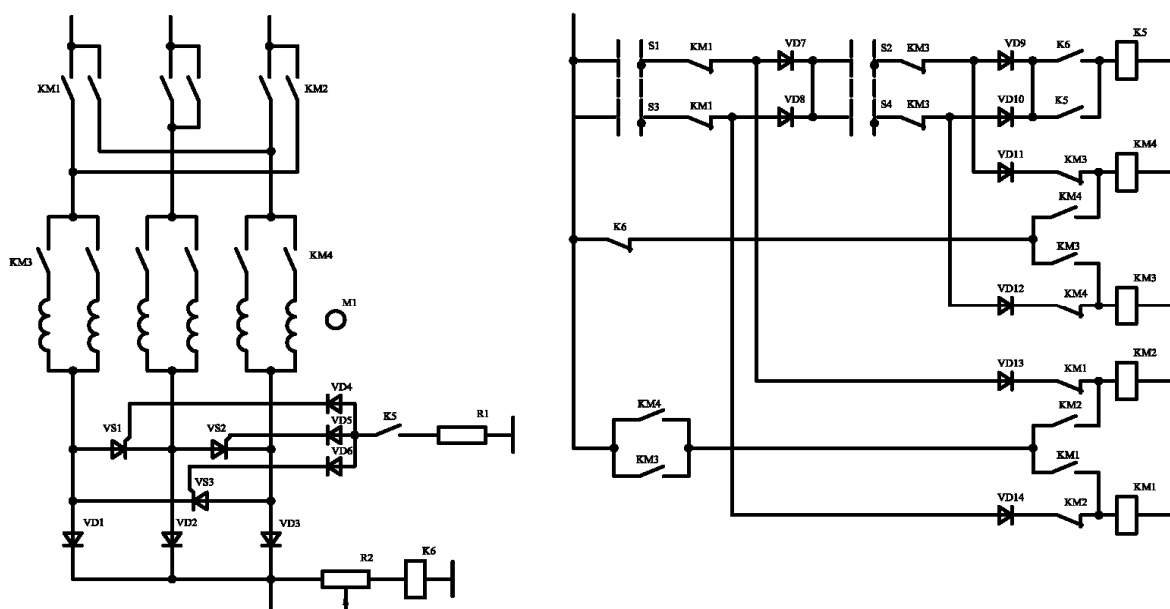 S1 KM1 VD7 S2 KM3 VD9 K6 K5
KM1 KM2
S3 KM1 VD8 S4 KM3 VD10 K5
VD11 KM3 KM4
KM4
K6
KM3 KM4
KM3
M1
VD12 KM4 KM3
VD13 KM1 KM2
VD4
KM4 KM2
VS1 VS2 VD5 K5 R1
VD6
KM3 KM1
VS3
VD14 KM2 KM1
VD1 VD2 VD3
R2 K6